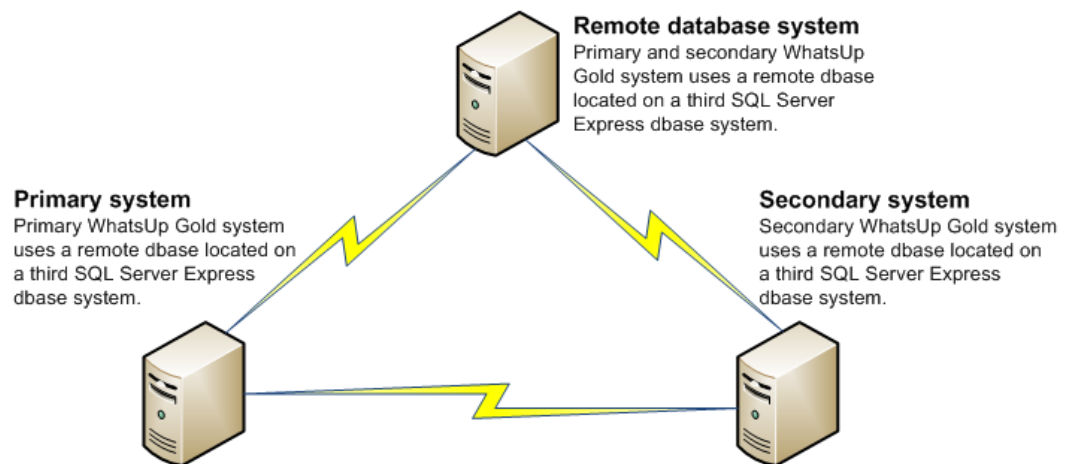 Remote database system
Primary and secondary WhatsUp
Gold system uses a remote dbase
located on a third SQL Server
Express dbase system.
Primary system
Primary WhatsUp Gold system
uses a remote dbase located on
a third SQL Server Express
dbase system.
Secondary system
Secondary WhatsUp Gold system
uses a remote dbase located on
a third SQL Server Express
dbase system.